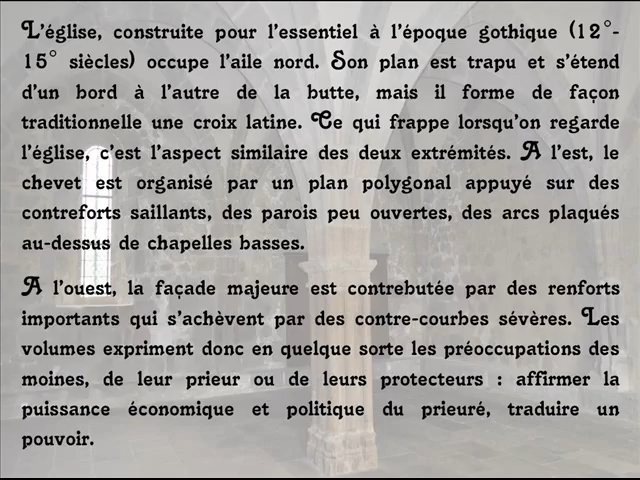 L'église, construite pour l'essentiel à l'époque gothique (12°-
15° siècles) occupe l'aile nord. Son plan est trapu et s'étend
d'un bord à l'autre de la butte, mais il forme de façon
traditionnelle une croix latine. Ce qui frappe lorsqu'on regarde
l'église, c'est l'aspect similaire des deux extrémités. A l'est, le
chevet est organisé par un plan polygonal appuyé sur des
contreforts saillants, des parois peu ouvertes, des arcs plaqués
au-dessus de chapelles basses.
A l'ouest, la façade majeure est contrebutée par des renforts
importants qui s'achèvent par des contre-courbes sévères. Les
volumes expriment donc en quelque sorte les préoccupations des
moines, de leur prieur ou de leurs protecteurs : affirmer la
puissance économique et politique du prieuré, traduire un
pouvoir.